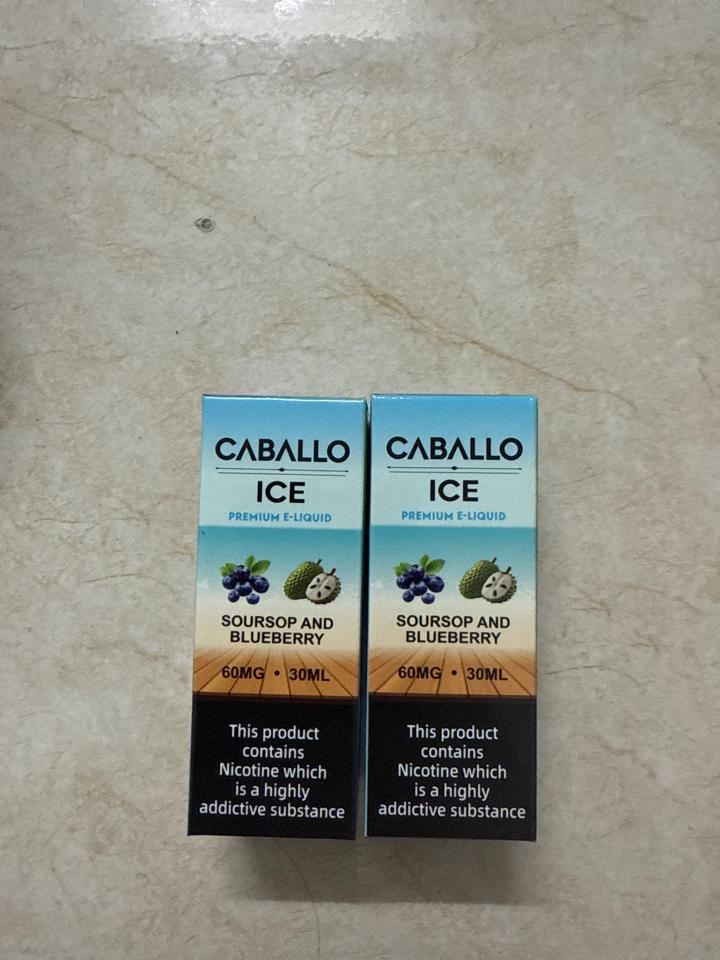 CABALLO
ICE
PREMIUM E-LIQUID
SOURSOP AND
BLUEBERRY
60MG • 30ML
This product
contains
Nicotine which
is a highly
addictive substance
CABALLO
ICE
PREMIUM E-LIQUID
SOURSOP AND
BLUEBERRY
60MG • 30ML
This product
contains
Nicotine which
is a highly
addictive substance